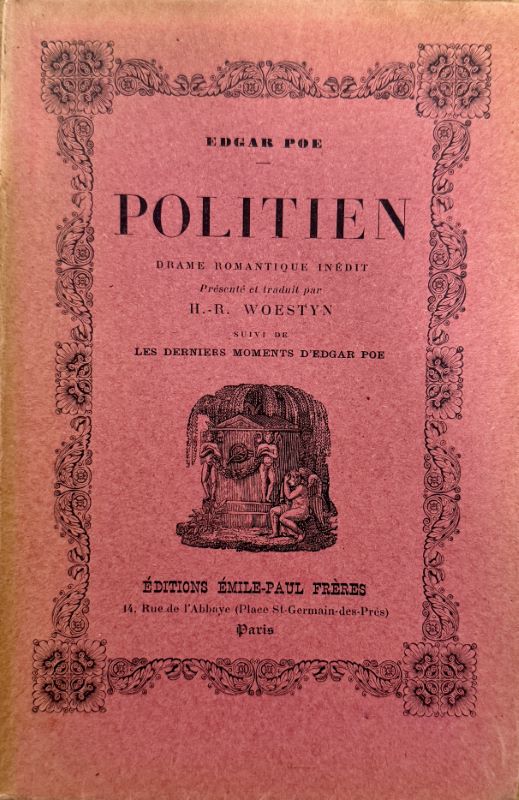 EDGAR POE
POLITIEN
DRAME ROMANTIQUE INÉDIT
Présenté et traduit par
H.-R. WOESTYN
SUIVI DE
LES DERNIERS MOMENTS D'EDGAR POE
ÉDITIONS ÉMILE-PAUL FRÈRES
14, Rue de l'Abbaye (Place St-Germain-des-Prés)
Paris